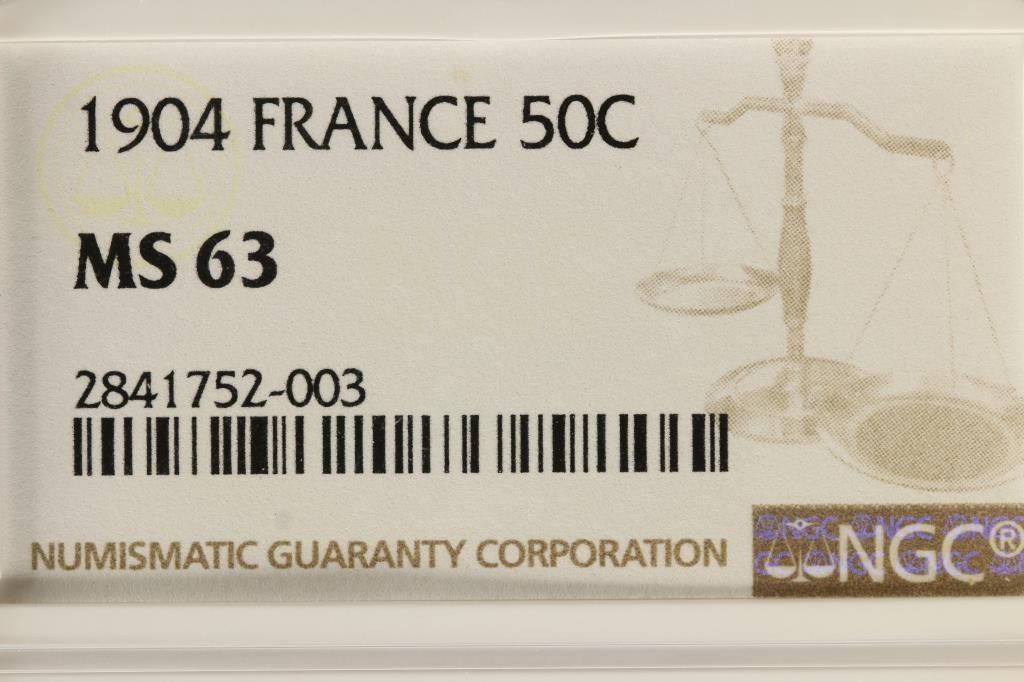 1904 FRANCE 50C
MS 63
2841752-003
NUMISMATIC GUARANTY CORPORATION
NGC®